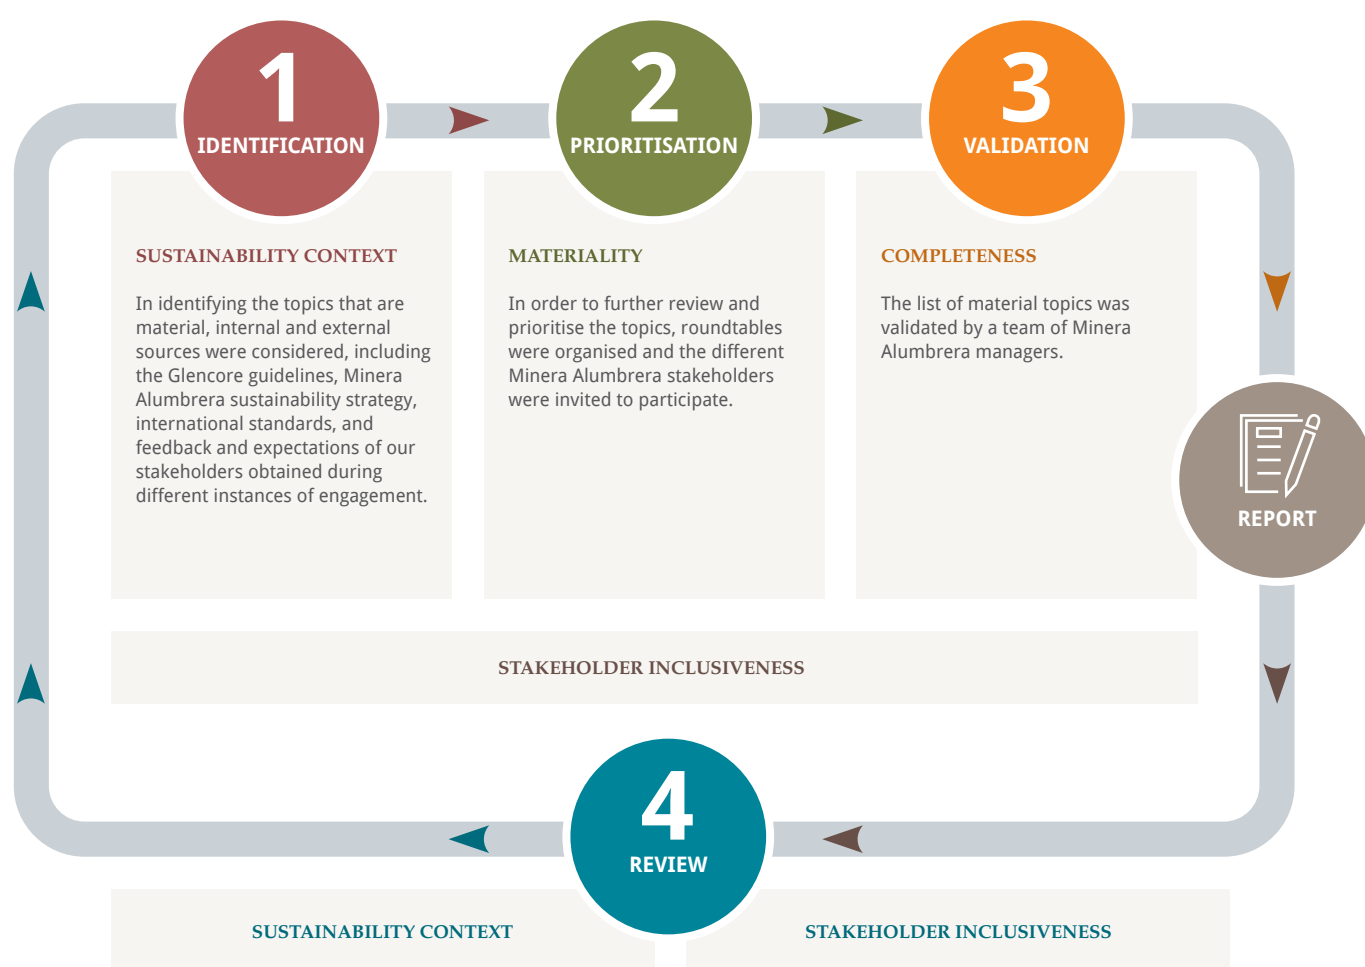 1
IDENTIFICATION
2
PRIORITISATION
3
VALIDATION
SUSTAINABILITY CONTEXT
In identifying the topics that are
material, internal and external
sources were considered, including
the Glencore guidelines, Minera
Alumbrera sustainability strategy,
international standards, and
feedback and expectations of our
stakeholders obtained during
different instances of engagement.
MATERIALITY
In order to further review and
prioritise the topics, roundtables
were organised and the different
Minera Alumbrera stakeholders
were invited to participate.
COMPLETENESS
The list of material topics was
validated by a team of Minera
Alumbrera managers.
REPORT
STAKEHOLDER INCLUSIVENESS
4
REVIEW
SUSTAINABILITY CONTEXT
STAKEHOLDER INCLUSIVENESS